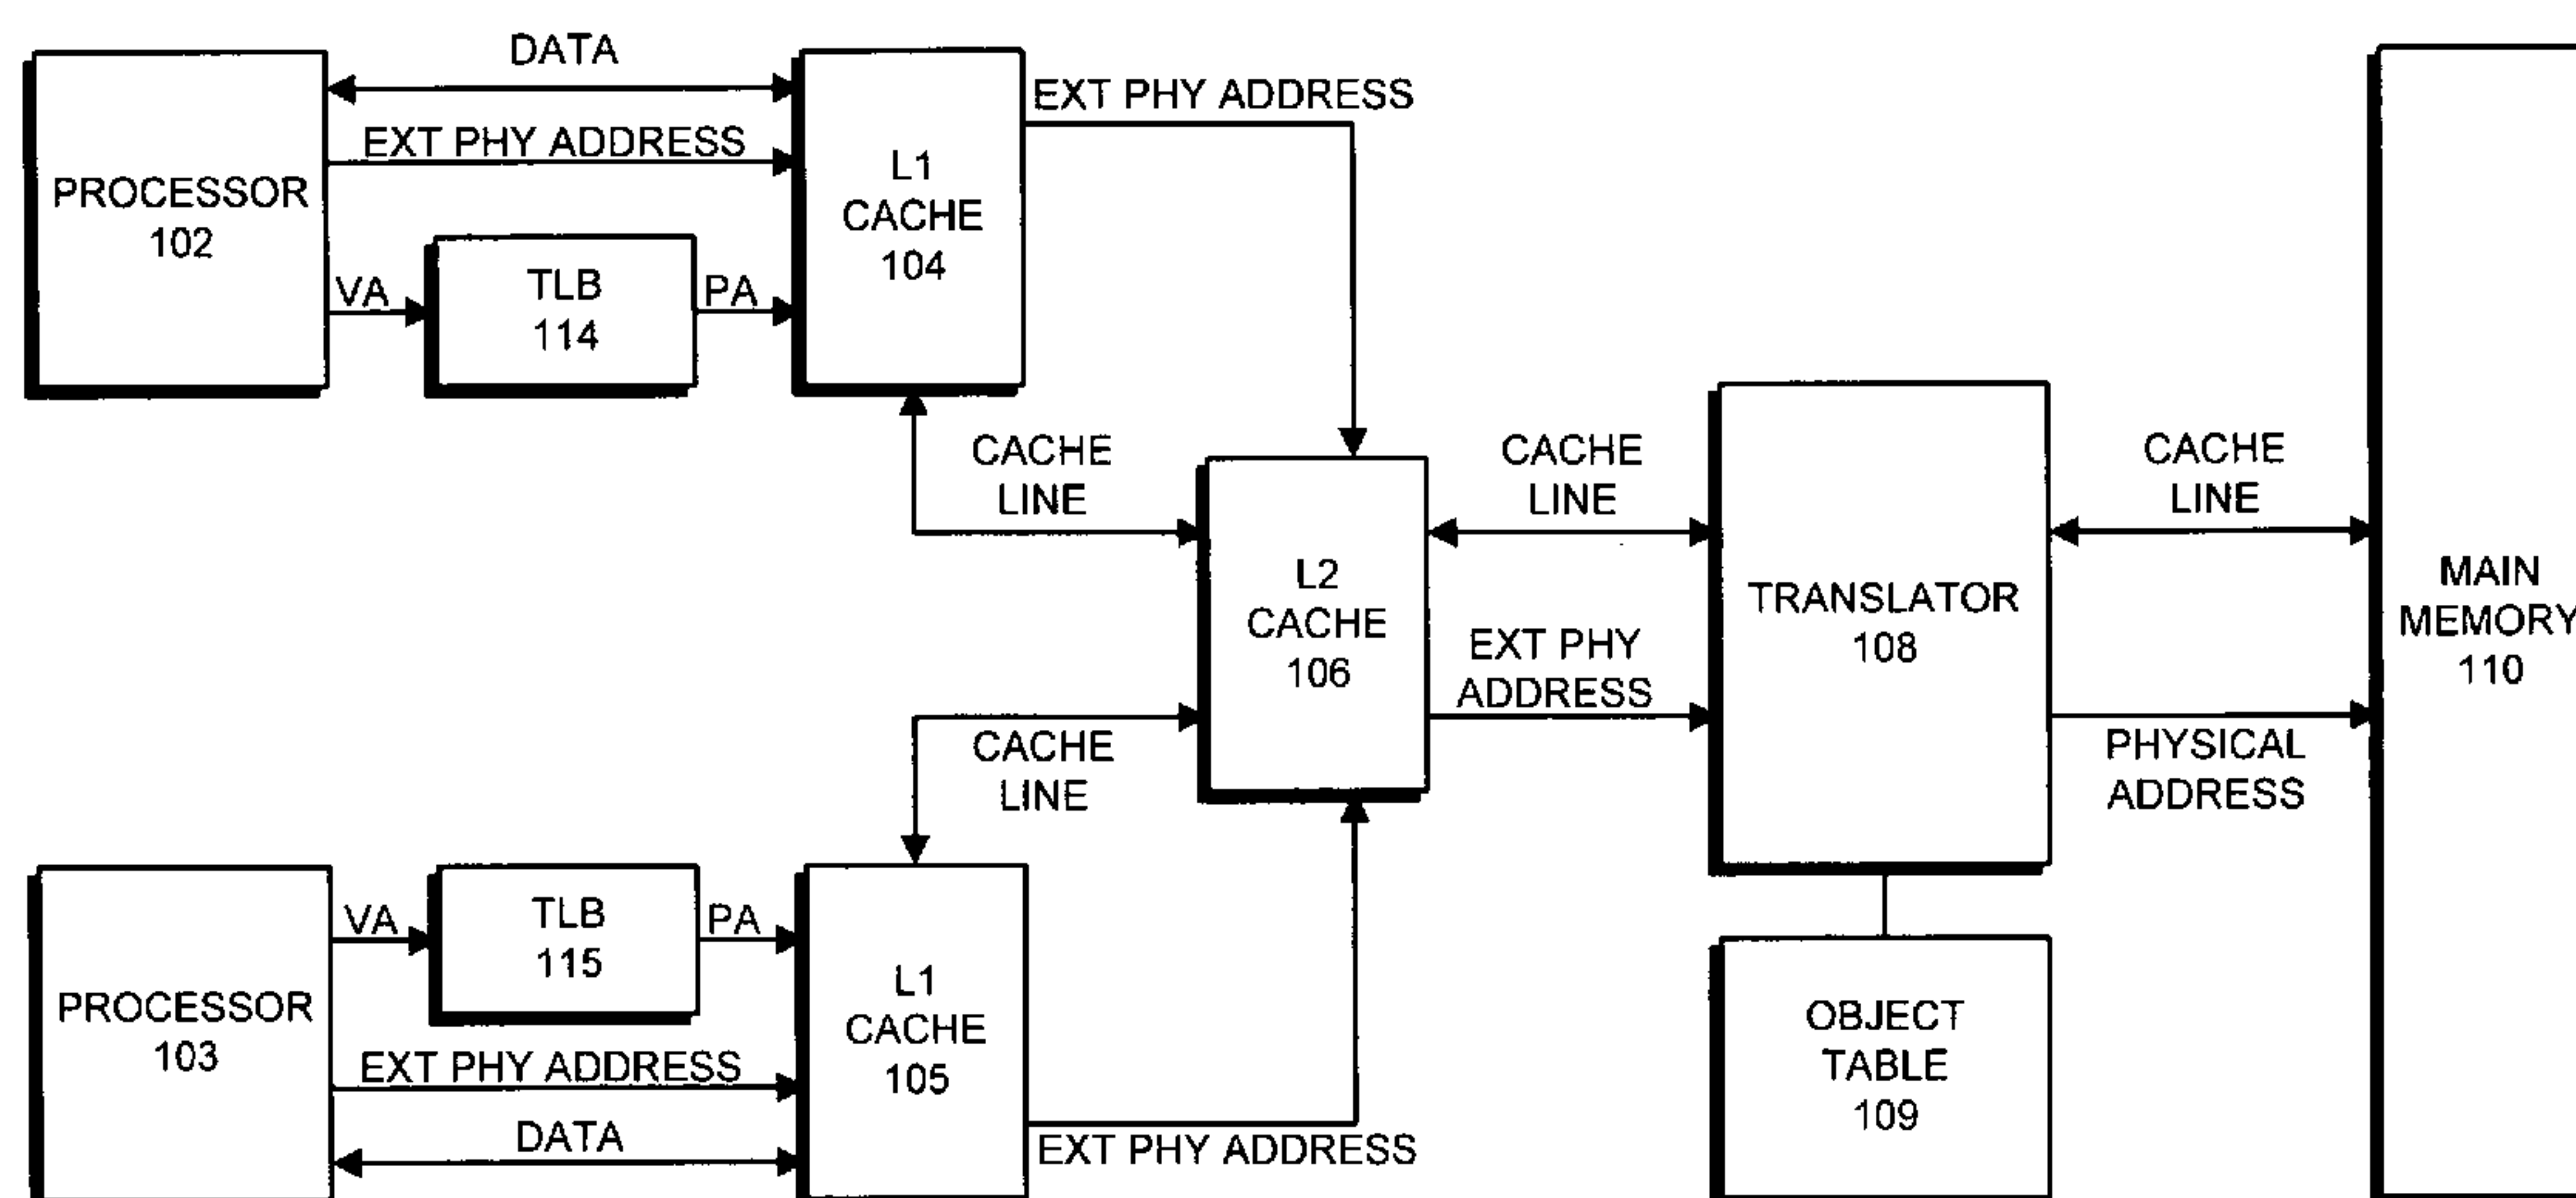 DATA
EXT PHY ADDRESS
PROCESSOR
102
VA
TLB
114
PA
L1
CACHE
104
EXT PHY ADDRESS
CACHE
LINE
L2
CACHE
106
CACHE
LINE
EXT PHY
ADDRESS
TRANSLATOR
108
CACHE
LINE
PHYSICAL
ADDRESS
MAIN
MEMORY
110
CACHE
LINE
PROCESSOR
103
VA
TLB
115
PA
EXT PHY ADDRESS
DATA
L1
CACHE
105
EXT PHY ADDRESS
OBJECT
TABLE
109